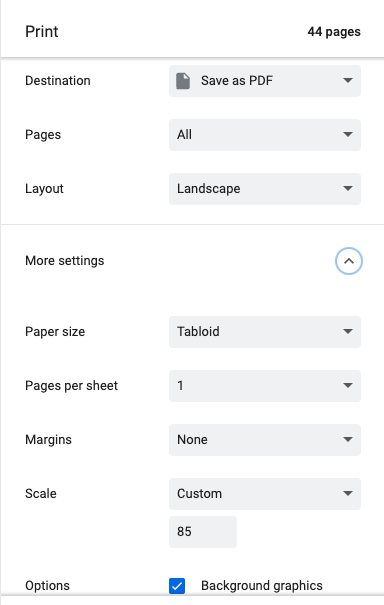 Print 44 pages
Destination Save as PDF
Pages All
Layout Landscape
More settings
Paper size Tabloid
Pages per sheet 1
Margins None
Scale Custom
85
Options Background graphics